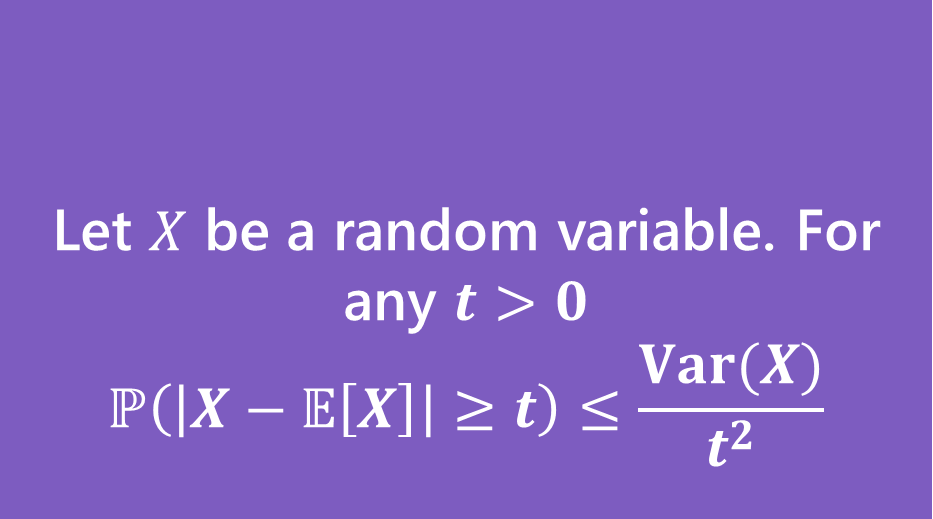 Let X be a random variable. For
any t > 0
ℙ(|X − 𝔼[X]| ≥ t) ≤ Var(X)/t²